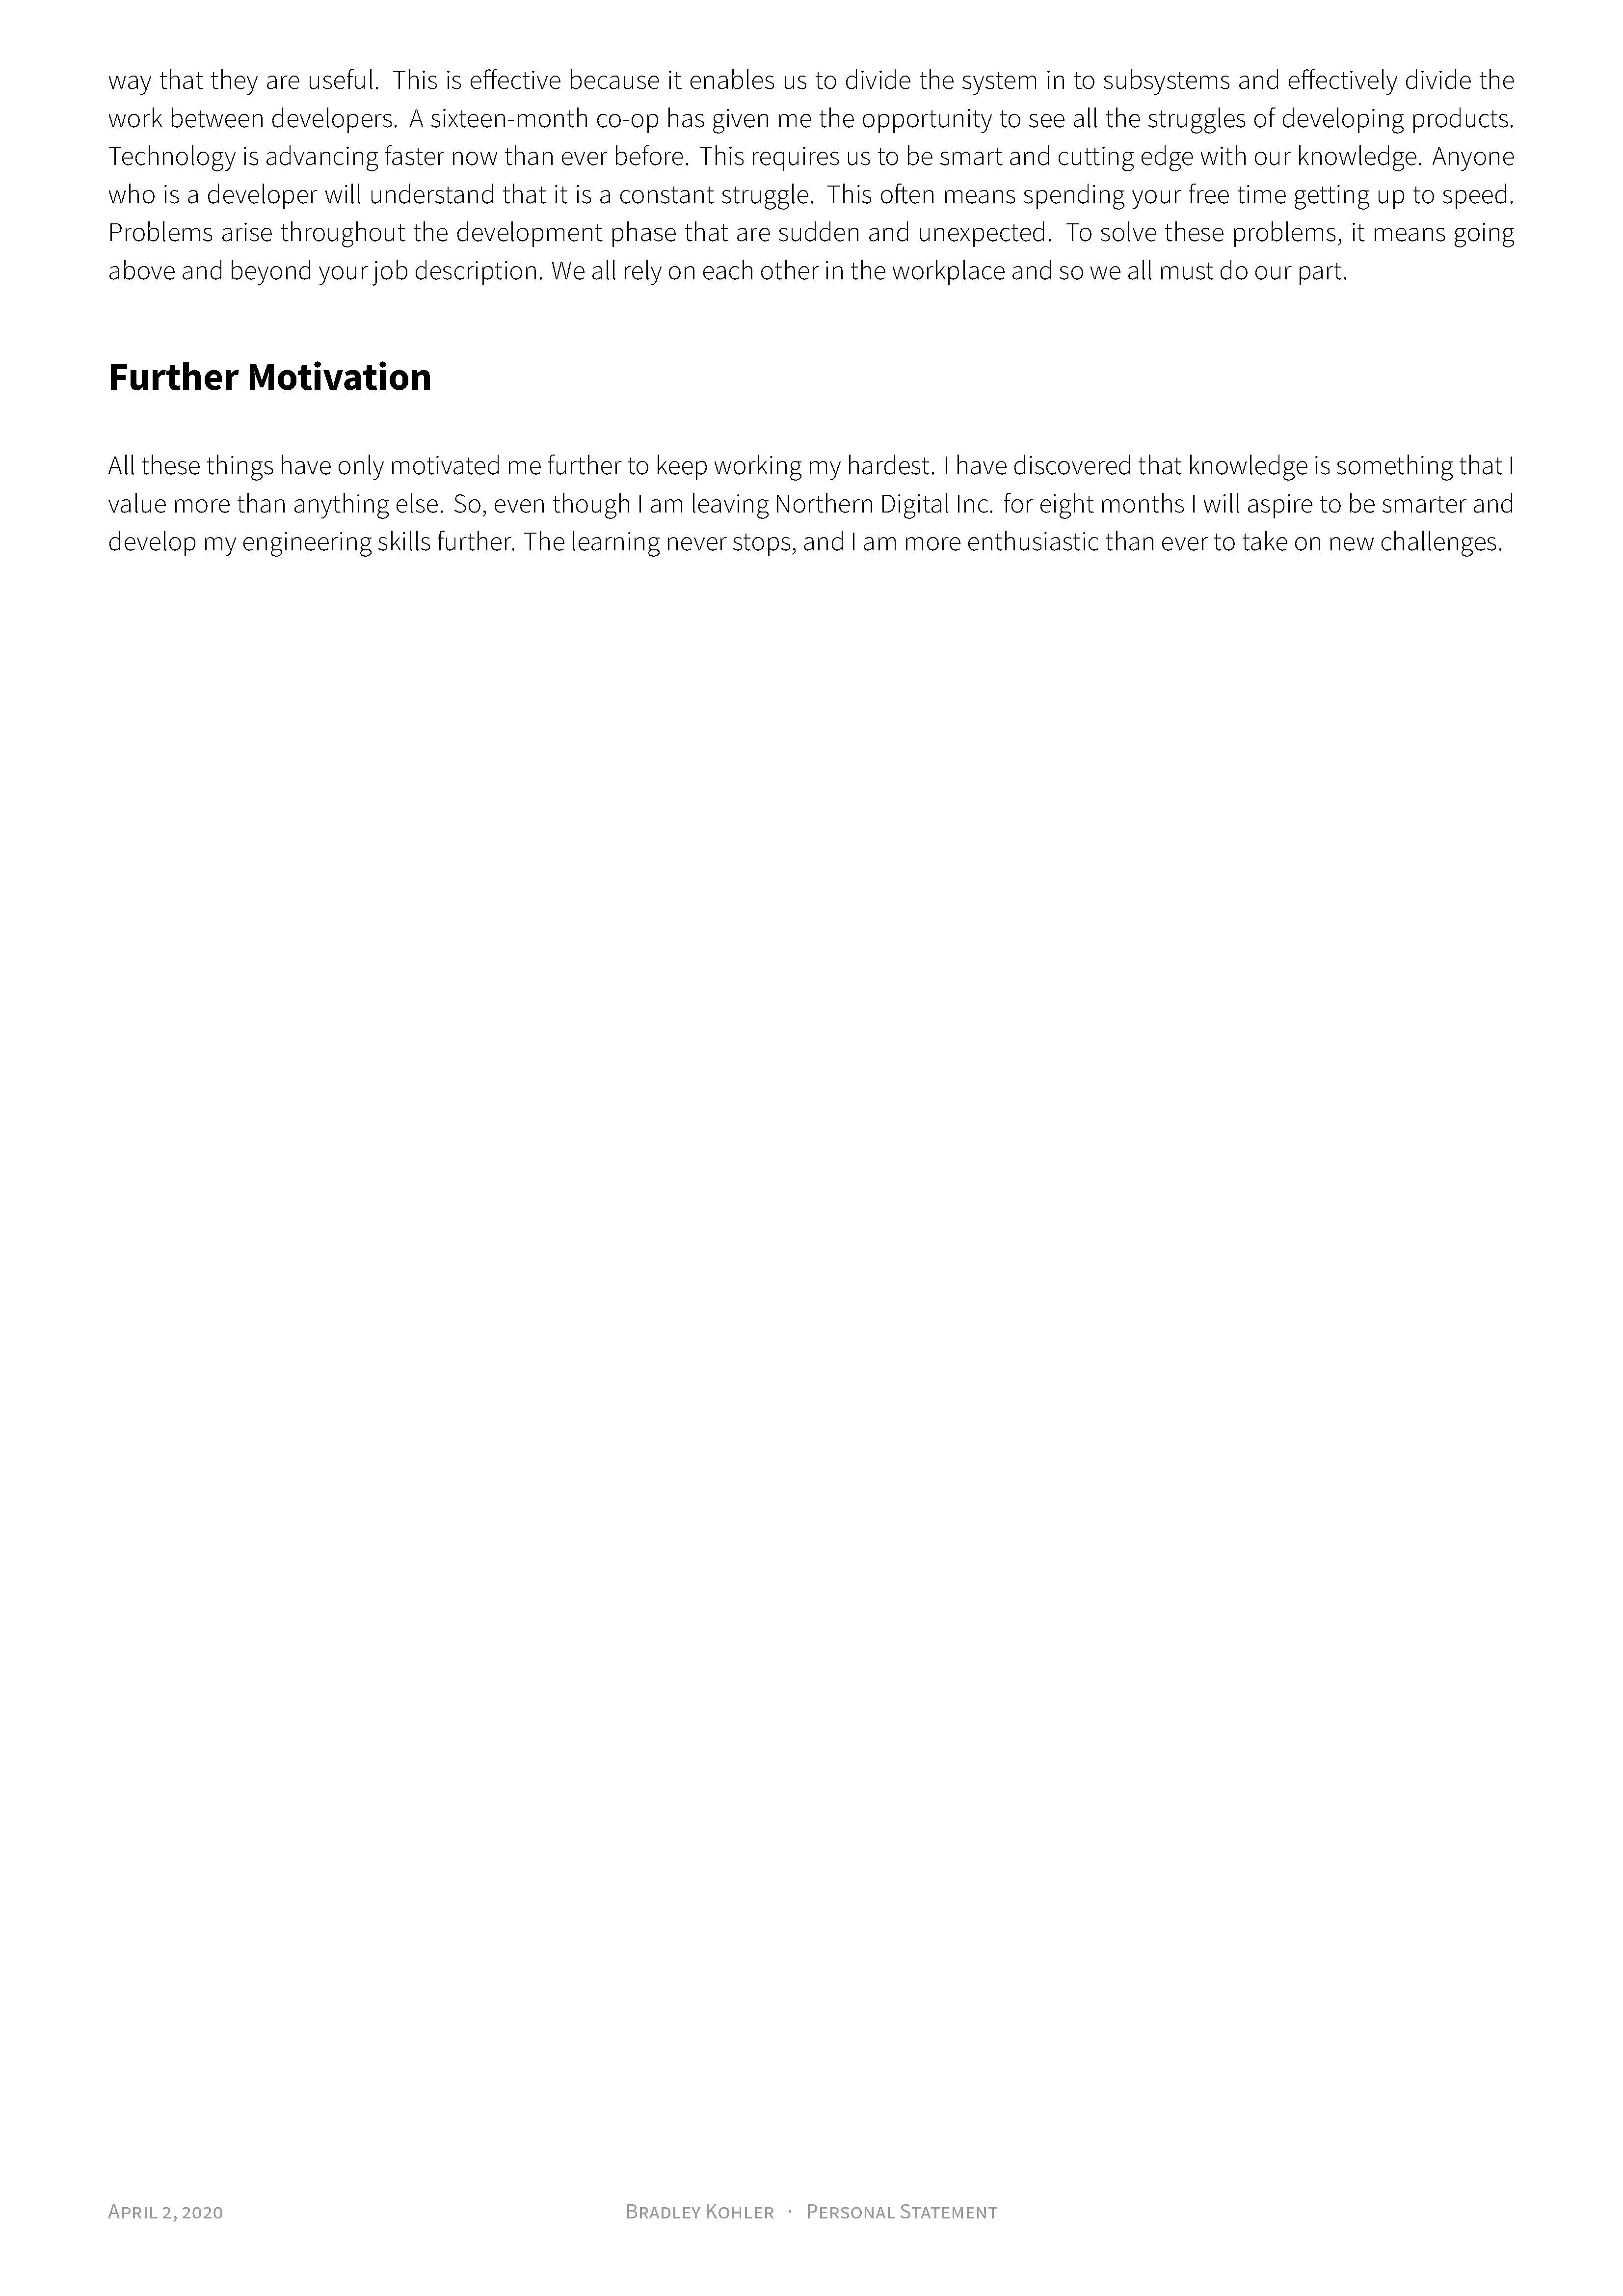 way that they are useful. This is effective because it enables us to divide the system in to subsystems and effectively divide the
work between developers. A sixteen-month co-op has given me the opportunity to see all the struggles of developing products.
Technology is advancing faster now than ever before. This requires us to be smart and cutting edge with our knowledge. Anyone
who is a developer will understand that it is a constant struggle. This often means spending your free time getting up to speed.
Problems arise throughout the development phase that are sudden and unexpected. To solve these problems, it means going
above and beyond your job description. We all rely on each other in the workplace and so we all must do our part.
Further Motivation
All these things have only motivated me further to keep working my hardest. I have discovered that knowledge is something that I
value more than anything else. So, even though I am leaving Northern Digital Inc. for eight months I will aspire to be smarter and
develop my engineering skills further. The learning never stops, and I am more enthusiastic than ever to take on new challenges.
April 2, 2020 Bradley Kohler · Personal Statement